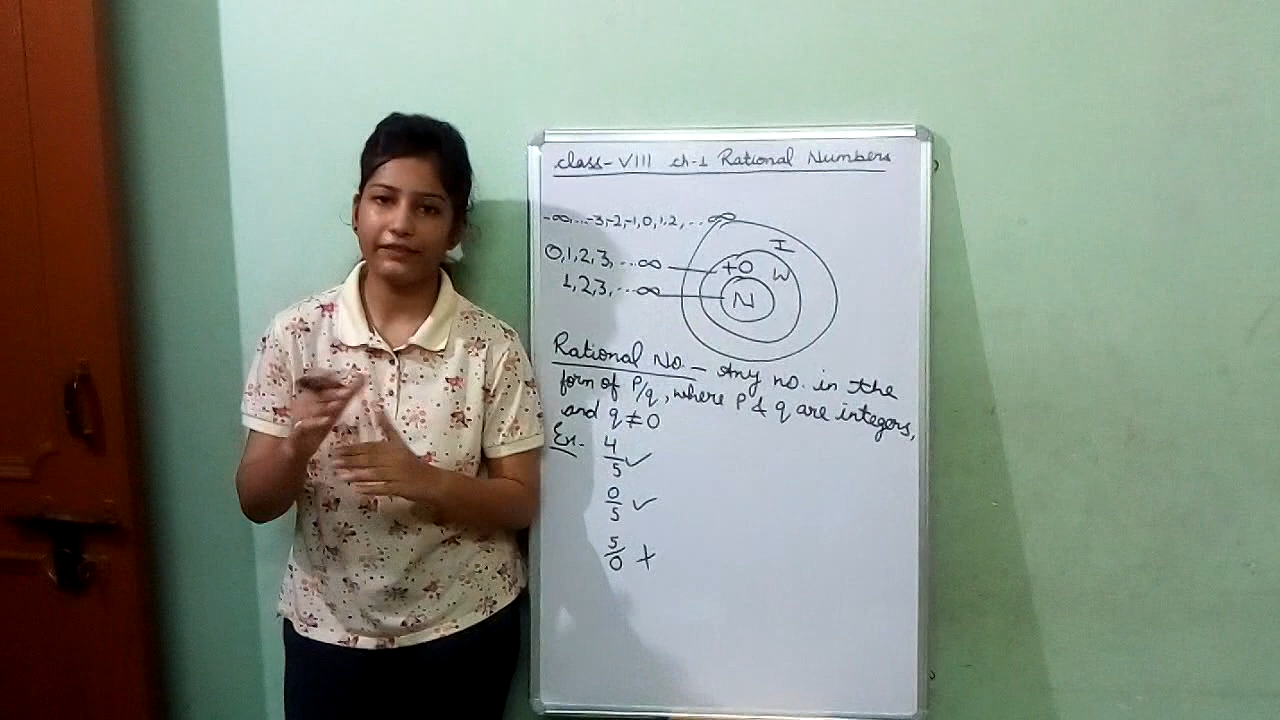 Class-VIII ch-1 Rational Numbers
-∞,...-3,-2,-1,0,1,2,...∞
I
0,1,2,3,...∞ +0 W
1,2,3,...∞ N
Rational No. - Any no. in the
form of P/q, where P & q are integers,
and q ≠ 0
Ex- 4/5 ✓
0/5 ✓
5/0 ✗